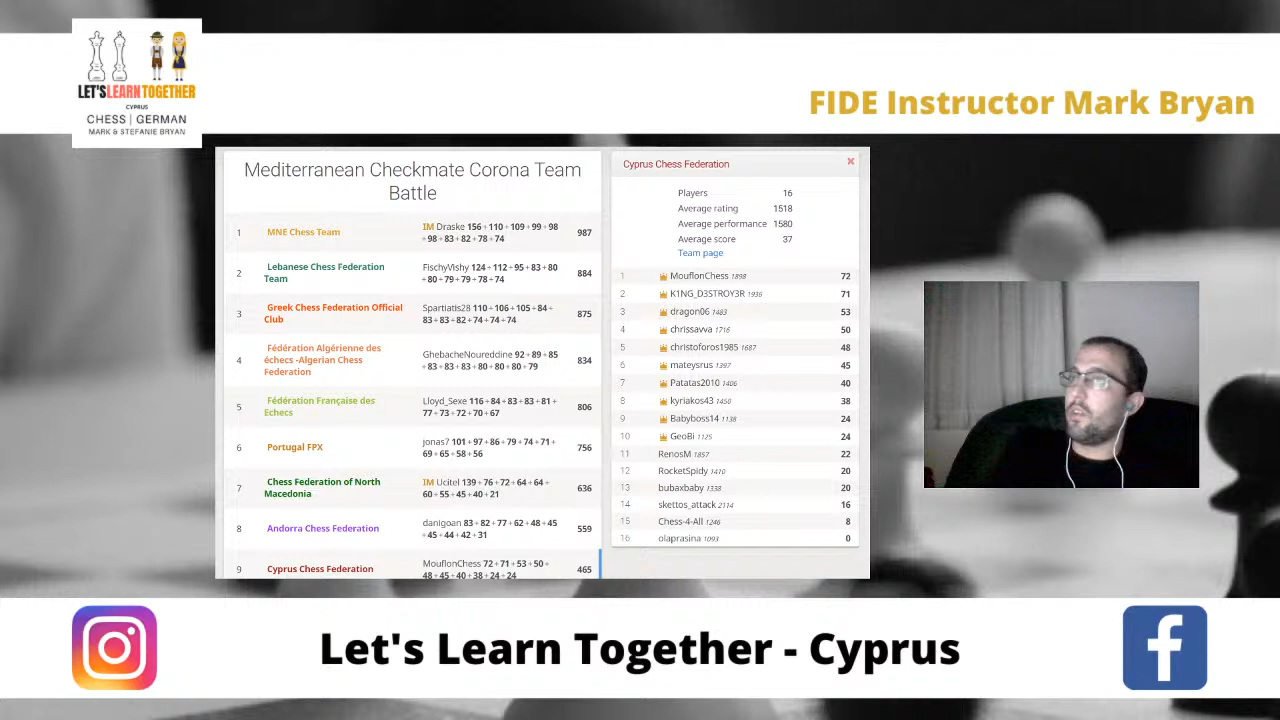 LET'S LEARN TOGETHER
CYPRUS
CHESS | GERMAN
MARK & STEFANIE BRYAN
FIDE Instructor Mark Bryan
Mediterranean Checkmate Corona Team
Battle
1 MNE Chess Team IM Draske 156 + 110 + 109 + 99 + 98
+ 98 + 83 + 82 + 78 + 74 987
2 Lebanese Chess Federation
Team FischyVishy 124 + 112 + 95 + 83 + 80
+ 80 + 79 + 79 + 78 + 74 884
3 Greek Chess Federation Official
Club Spartiatis28 110 + 106 + 105 + 84 +
83 + 83 + 82 + 74 + 74 + 74 875
4 Fédération Algérienne des
échecs -Algerian Chess
Federation GhebacheNoureddine 92 + 89 + 85
+ 83 + 83 + 83 + 80 + 80 + 80 + 79 834
5 Fédération Française des
Echecs Lloyd_Sexe 116 + 84 + 83 + 83 + 81 +
77 + 73 + 72 + 70 + 67 806
6 Portugal FPX jonas7 101 + 97 + 86 + 79 + 74 + 71 +
69 + 65 + 58 + 56 756
7 Chess Federation of North
Macedonia IM Ucitel 139 + 76 + 72 + 64 + 64 +
60 + 55 + 45 + 40 + 21 636
8 Andorra Chess Federation danigoan 83 + 82 + 77 + 62 + 48 + 45
+ 45 + 44 + 42 + 31 559
9 Cyprus Chess Federation MouflonChess 72 + 71 + 53 + 50 +
48 + 45 + 40 + 38 + 24 + 24 465
Cyprus Chess Federation ×
Players 16
Average rating 1518
Average performance 1580
Average score 37
Team page
1 MouflonChess 1898 72
2 K1NG_D3STROY3R 1936 71
3 dragon06 1483 53
4 chrissavva 1716 50
5 christoforos1985 1687 48
6 mateysrus 1397 45
7 Patatas2010 1406 40
8 kyriakos43 1450 38
9 Babyboss14 1138 24
10 GeoBi 1125 24
11 RenosM 1857 22
12 RocketSpidy 1410 20
13 bubaxbaby 1338 20
14 skettos_attack 2114 16
15 Chess-4-All 1246 8
16 olaprasina 1093 0
Let's Learn Together - Cyprus
f